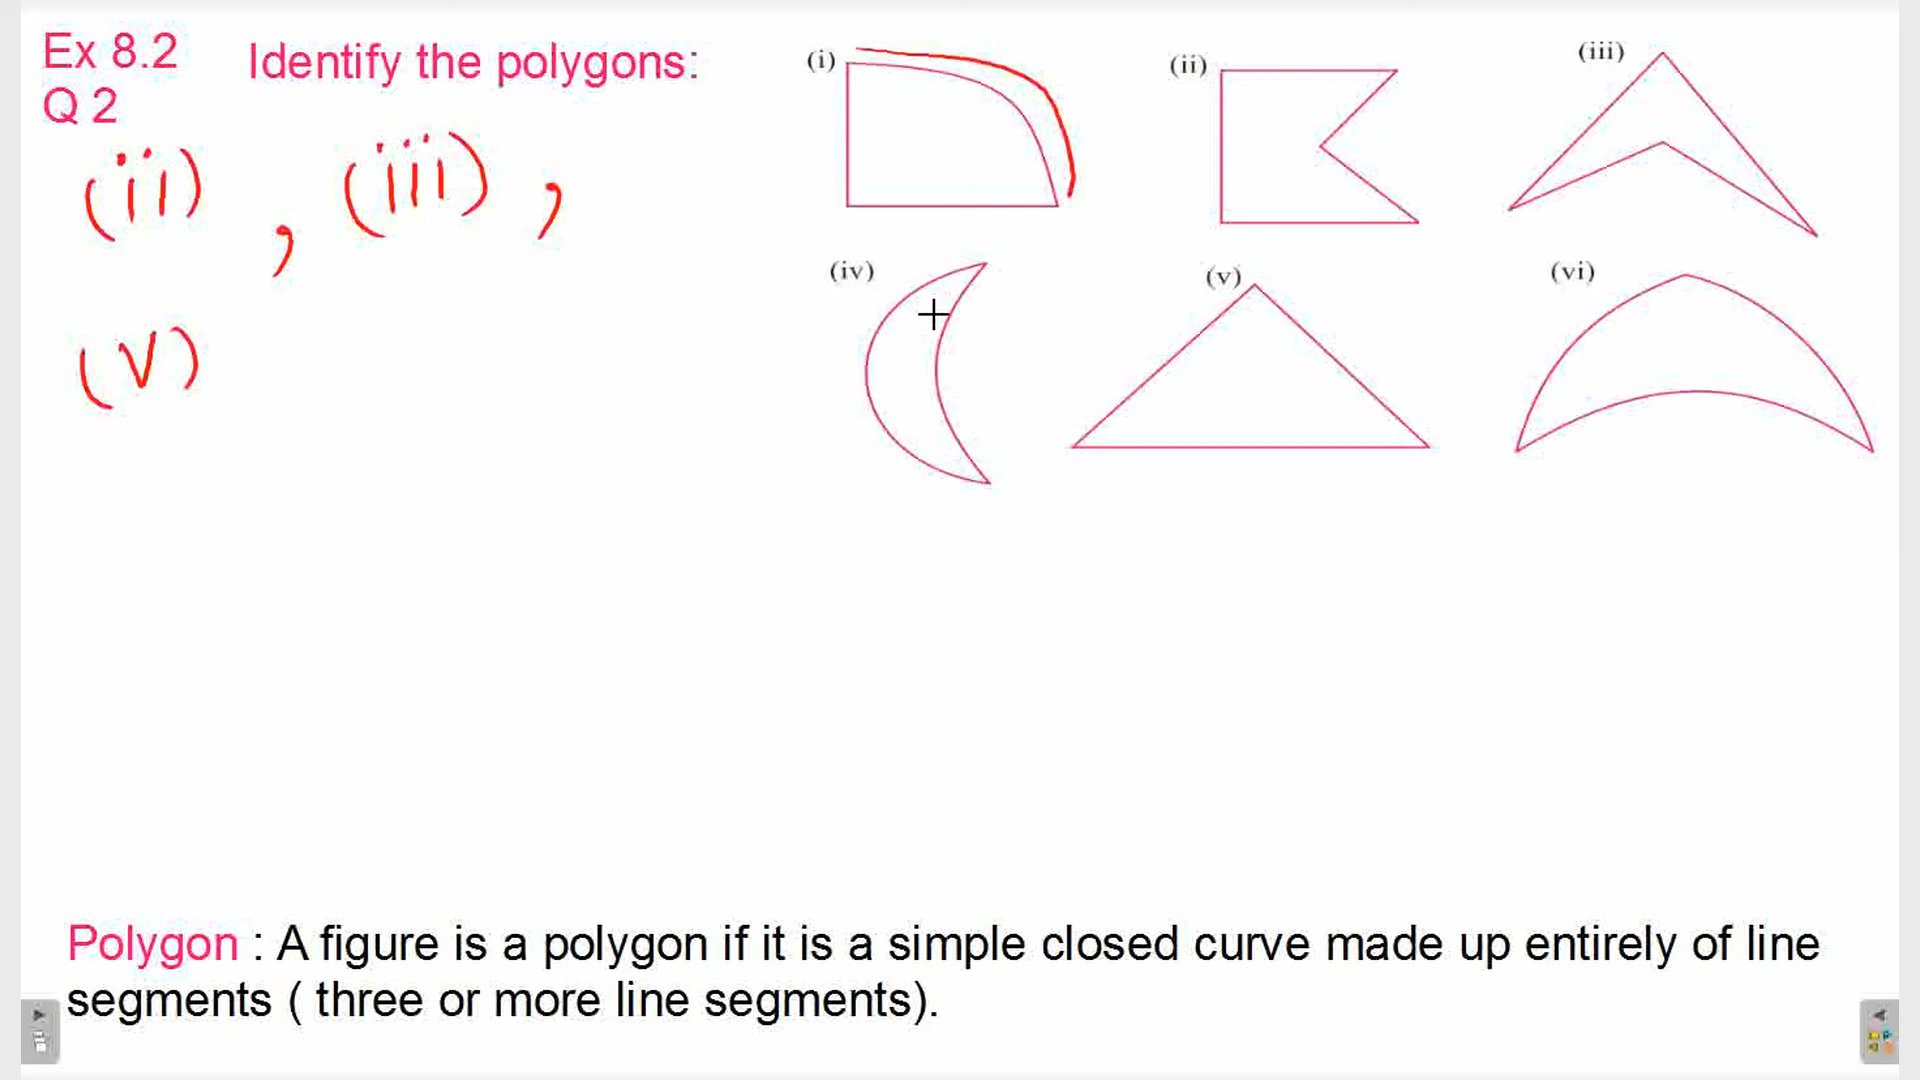 Ex 8.2
Q 2
Identify the polygons:
(ii) , (iii) ,
(v)
(i)
(ii)
(iii)
(iv)
(v)
(vi)
Polygon : A figure is a polygon if it is a simple closed curve made up entirely of line
segments ( three or more line segments).